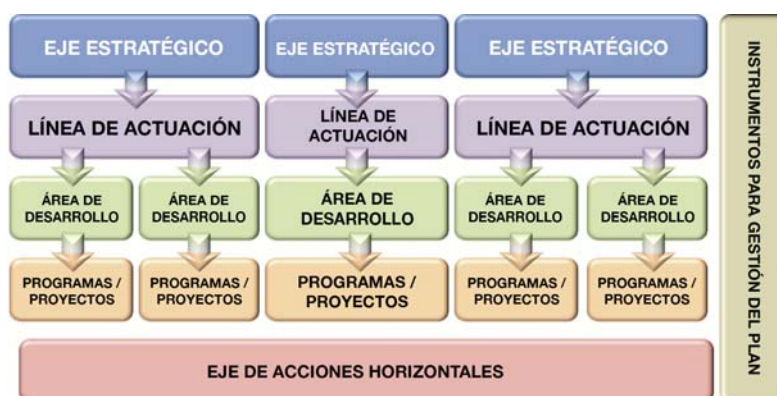 EJE ESTRATÉGICO
EJE ESTRATÉGICO
EJE ESTRATÉGICO
LÍNEA DE ACTUACIÓN
LÍNEA DE
ACTUACIÓN
LÍNEA DE ACTUACIÓN
ÁREA DE
DESARROLLO
ÁREA DE
DESARROLLO
ÁREA DE
DESARROLLO
ÁREA DE
DESARROLLO
ÁREA DE
DESARROLLO
PROGRAMAS /
PROYECTOS
PROGRAMAS /
PROYECTOS
PROGRAMAS /
PROYECTOS
PROGRAMAS /
PROYECTOS
PROGRAMAS /
PROYECTOS
EJE DE ACCIONES HORIZONTALES
INSTRUMENTOS PARA GESTIÓN DEL PLAN